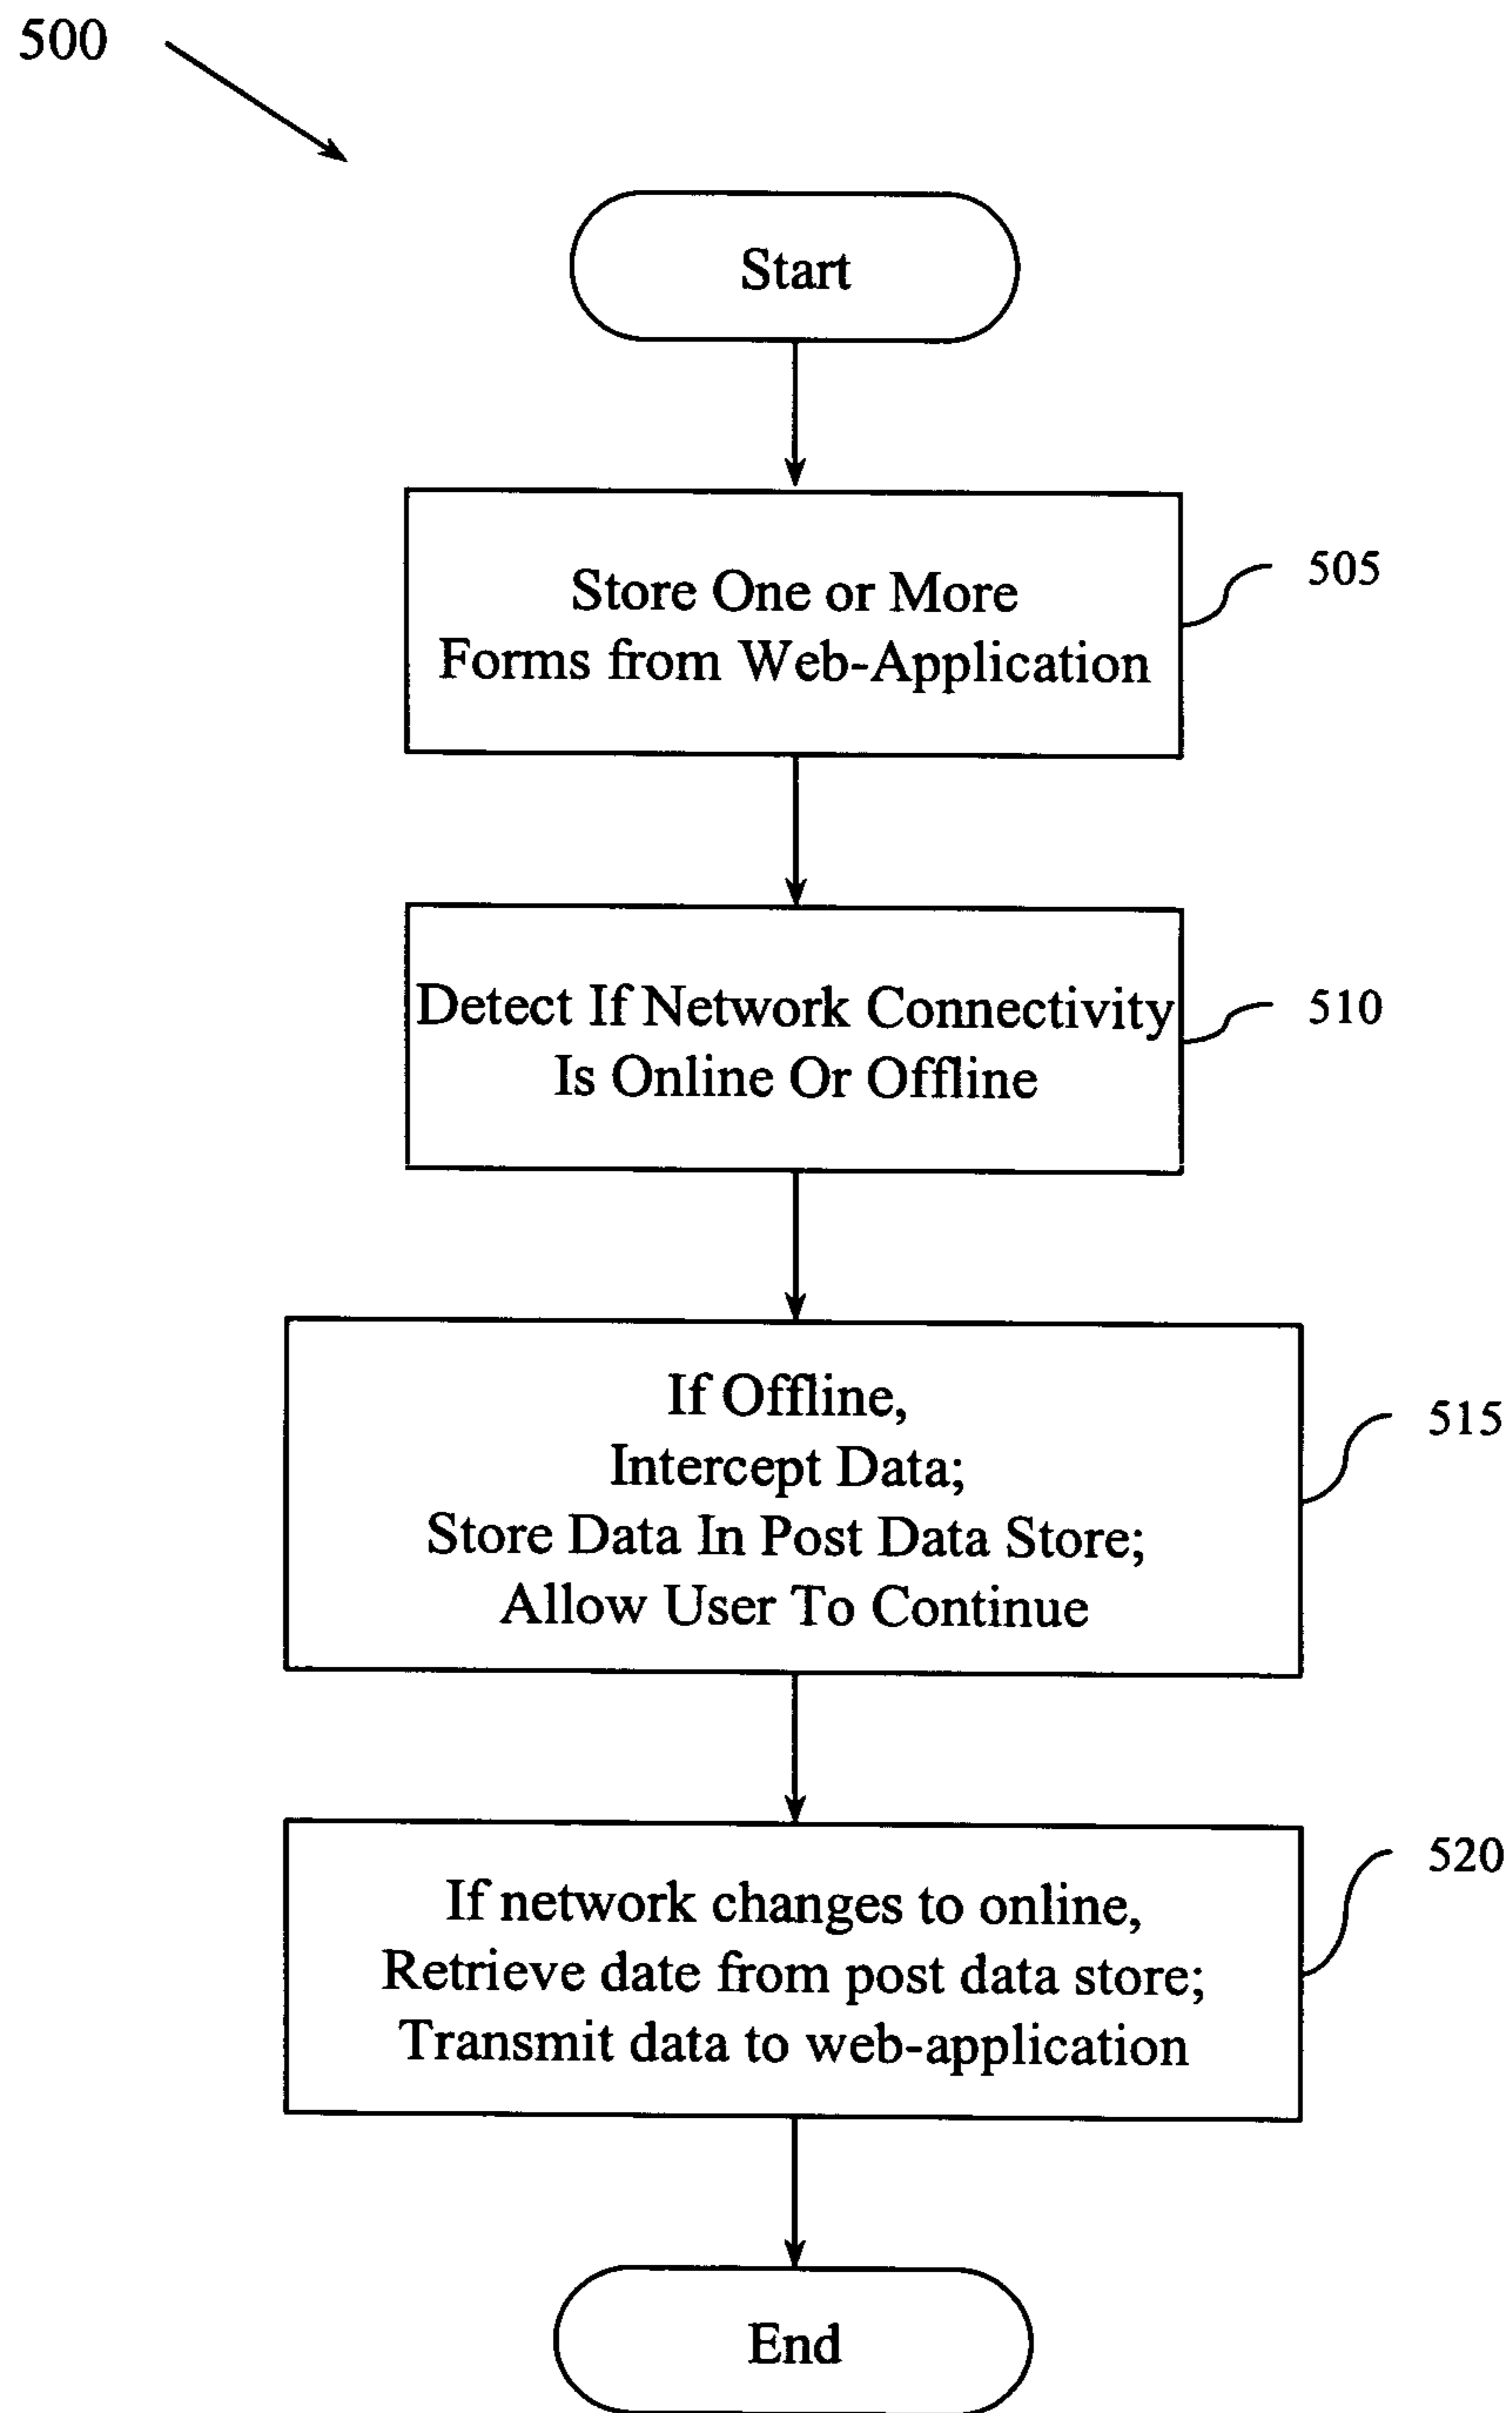 500
Start
Store One or More
Forms from Web-Application
505
Detect If Network Connectivity
Is Online Or Offline
510
If Offline,
Intercept Data;
Store Data In Post Data Store;
Allow User To Continue
515
If network changes to online,
Retrieve date from post data store;
Transmit data to web-application
520
End